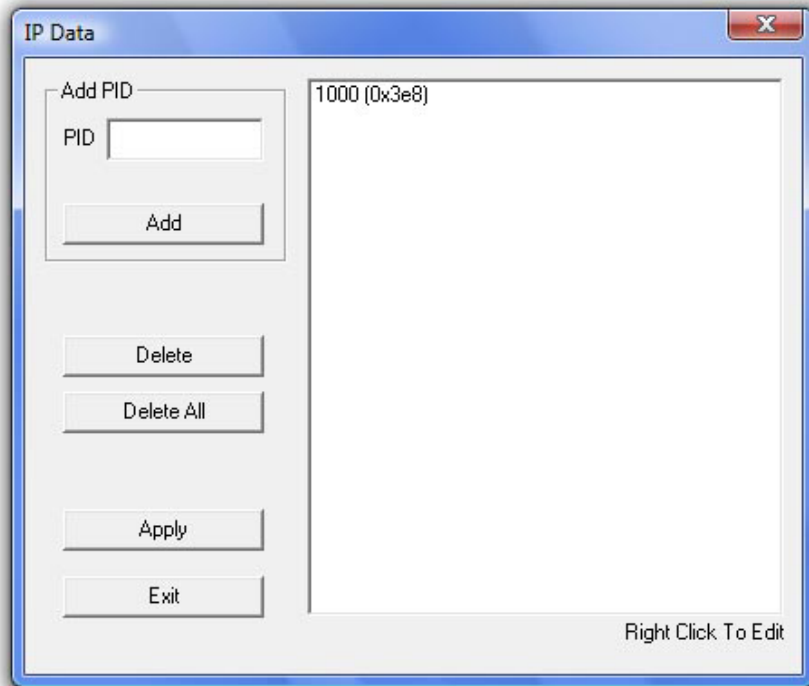 IP Data
Add PID
PID
Add
Delete
Delete All
Apply
Exit
1000 (0x3e8)
Right Click To Edit